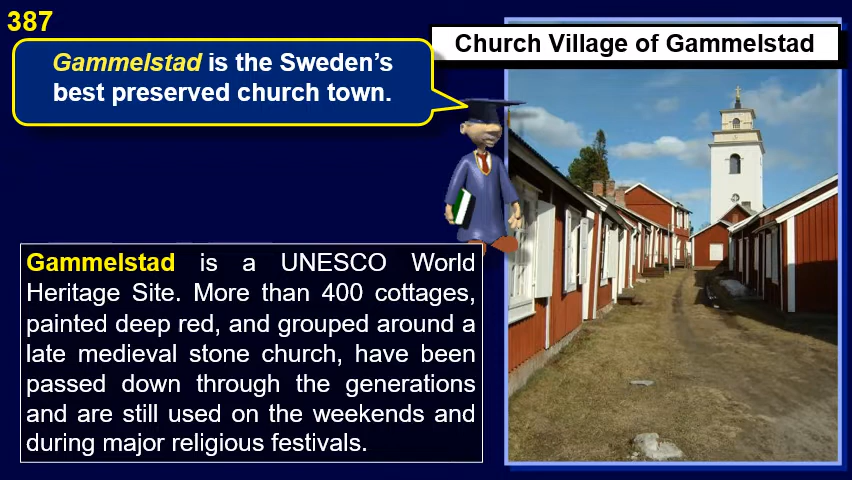 387
Church Village of Gammelstad
Gammelstad is the Sweden's
best preserved church town.
Gammelstad is a UNESCO World
Heritage Site. More than 400 cottages,
painted deep red, and grouped around a
late medieval stone church, have been
passed down through the generations
and are still used on the weekends and
during major religious festivals.